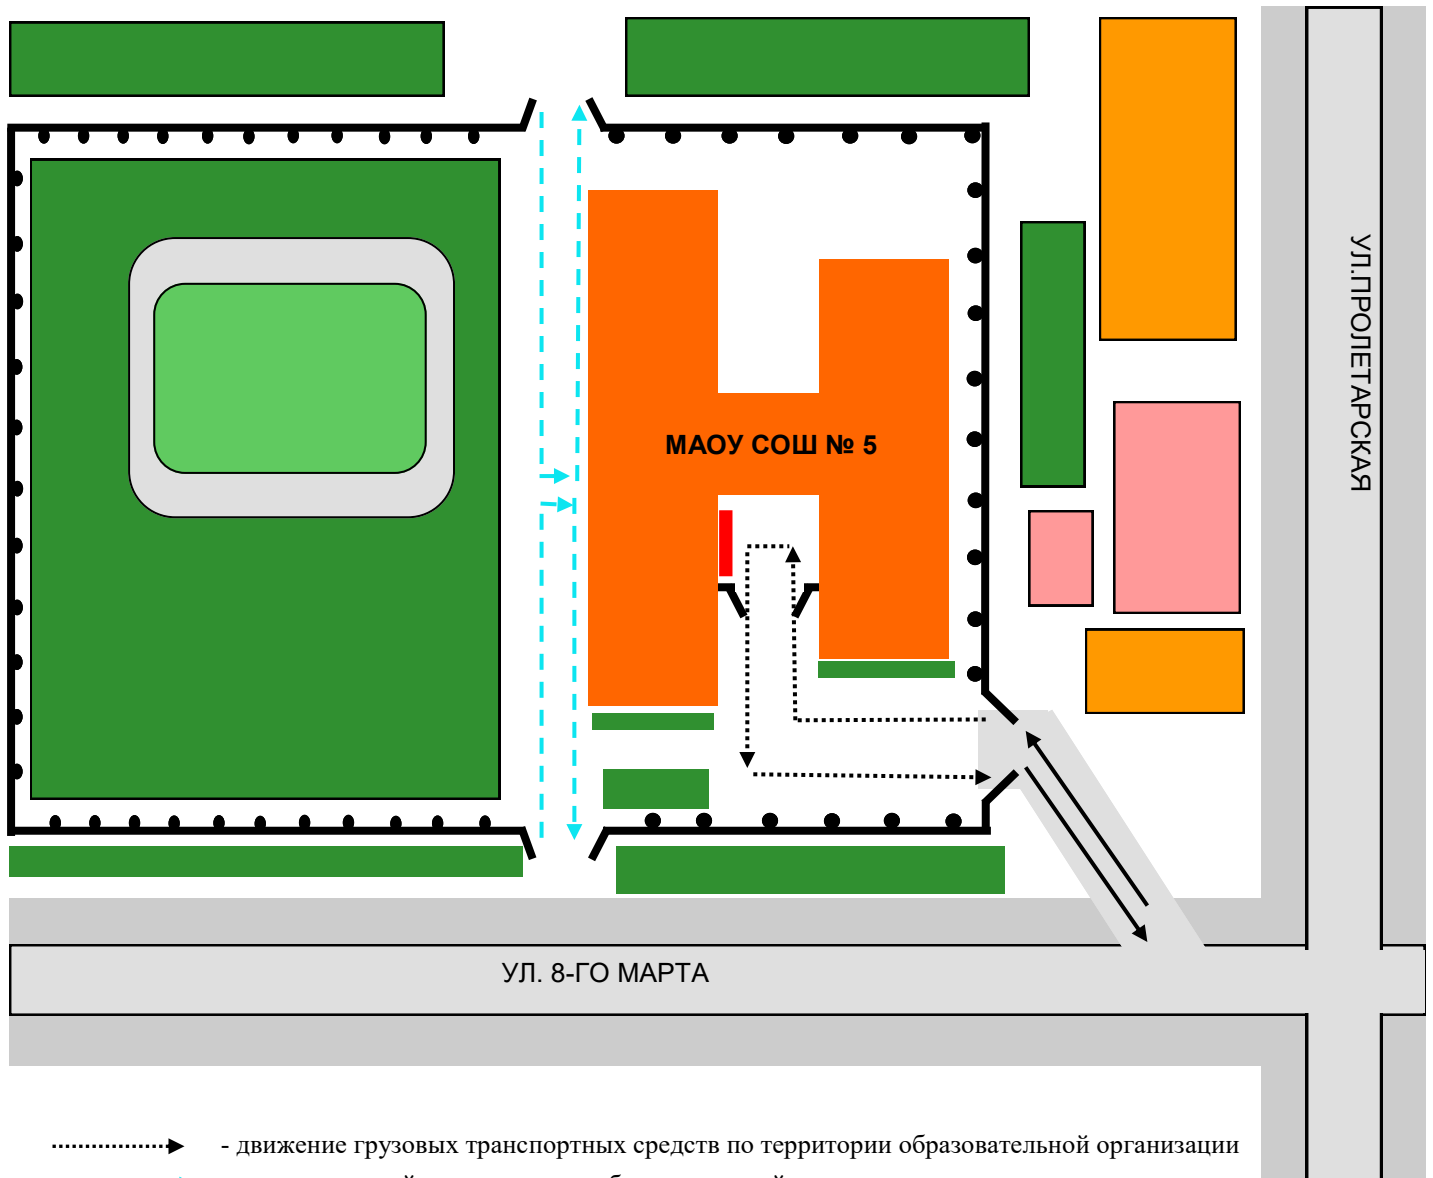 УЛ.ПРОЛЕТАРСКАЯ
МАОУ СОШ № 5
УЛ. 8-ГО МАРТА
- движение грузовых транспортных средств по территории образовательной организации